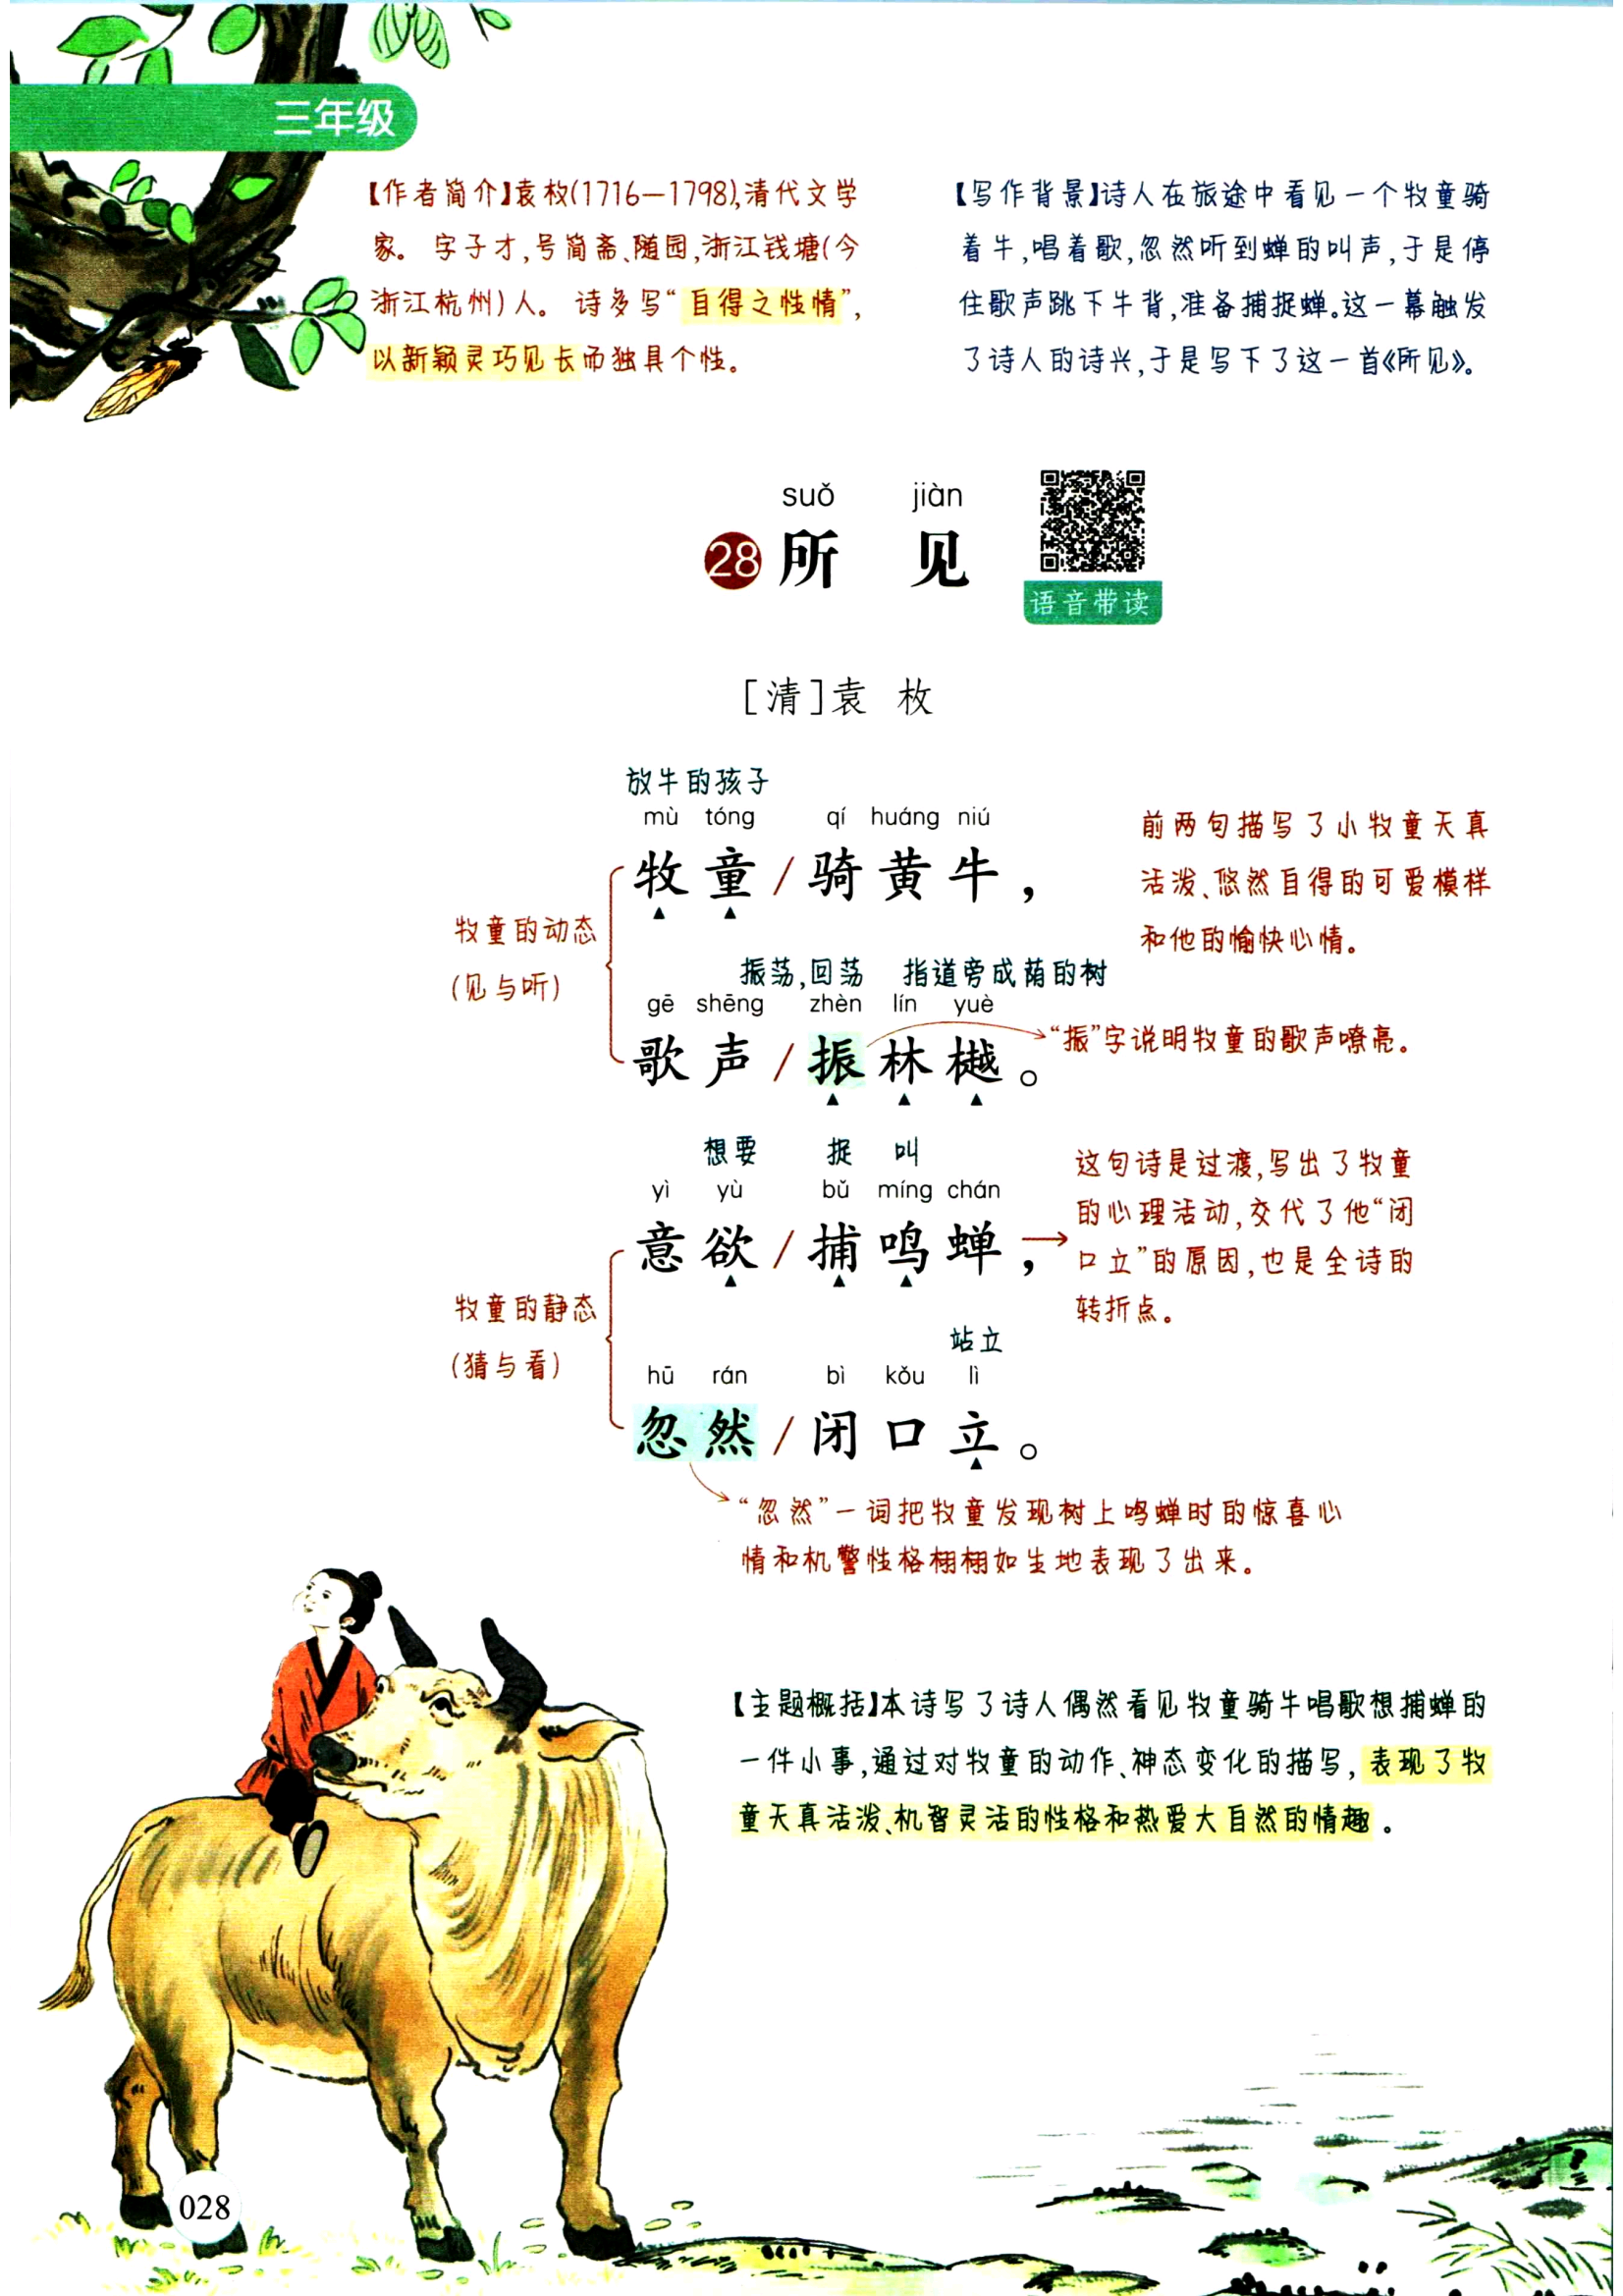 三年级
【作者简介】袁枚(1716—1798),清代文学
家。 字子才,号简斋、随园,浙江钱塘(今
浙江杭州)人。 诗多写“自得之性情”,
以新颖灵巧见长而独具个性。
【写作背景】诗人在旅途中看见一个牧童骑
着牛,唱着歌,忽然听到蝉的叫声,于是停
住歌声跳下牛背,准备捕捉蝉。这一幕触发
了诗人的诗兴,于是写下了这一首《所见》。
suǒ jiàn
28 所 见
语音带读
[清]袁 枚
放牛的孩子
mù tóng qí huáng niú
牧童/骑黄牛,
前两句描写了小牧童天真
活泼、悠然自得的可爱模样
和他的愉快心情。
牧童的动态
(见与听)
振荡,回荡 指道旁成荫的树
gē shēng zhèn lín yuè
歌声/振林樾。
“振”字说明牧童的歌声嘹亮。
想要 捉 叫
yì yù bǔ míng chán
意欲/捕鸣蝉,
这句诗是过渡,写出了牧童
的心理活动,交代了他“闭
口立”的原因,也是全诗的
转折点。
牧童的静态
(猜与看)
站立
hū rán bì kǒu lì
忽然/闭口立。
“忽然”一词把牧童发现树上鸣蝉时的惊喜心
情和机警性格栩栩如生地表现了出来。
【主题概括】本诗写了诗人偶然看见牧童骑牛唱歌想捕蝉的
一件小事,通过对牧童的动作、神态变化的描写,表现了牧
童天真活泼、机智灵活的性格和热爱大自然的情趣。
028